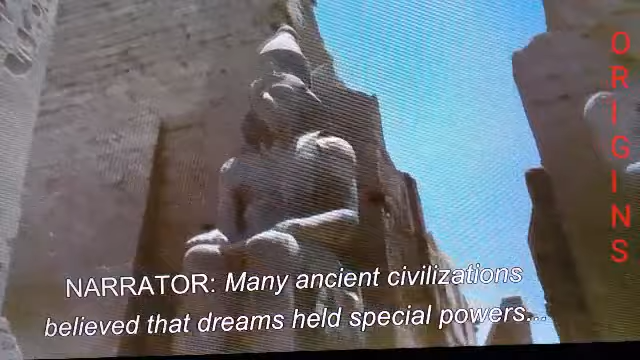 NARRATOR: Many ancient civilizations
believed that dreams held special powers...
ORIGINS